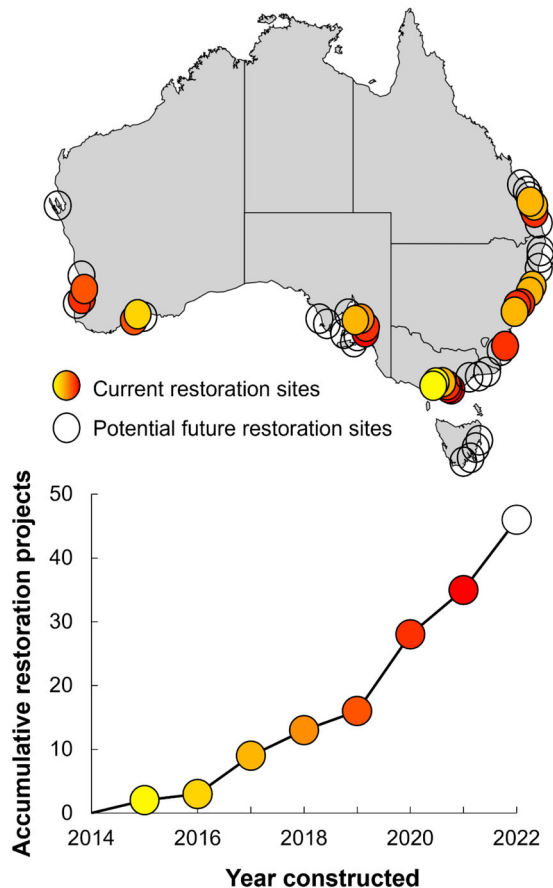 Current restoration sites
Potential future restoration sites
Accumulative restoration projects
50
40
30
20
10
0
2014
2016
2018
2020
2022
Year constructed